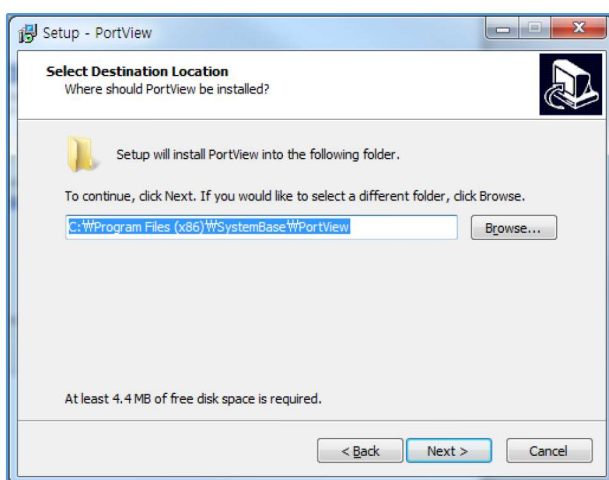 Setup - PortView
Select Destination Location
Where should PortView be installed?
Setup will install PortView into the following folder.
To continue, click Next. If you would like to select a different folder, click Browse.
C:₩Program Files (x86)₩SystemBase₩PortView
Browse...
At least 4.4 MB of free disk space is required.
< Back
Next >
Cancel